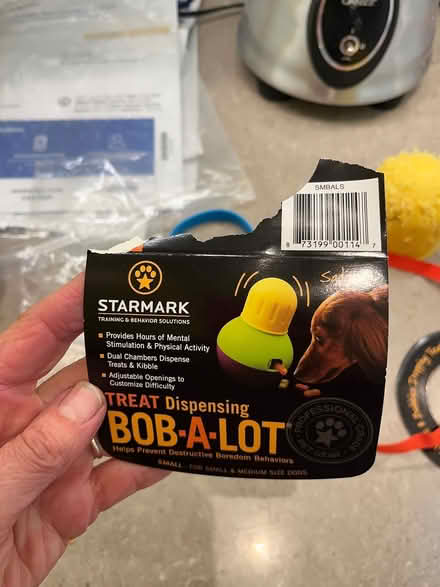 SMBALS
8 73199 00114 7
STARMARK
TRAINING & BEHAVIOR SOLUTIONS
Provides Hours of Mental
Stimulation & Physical Activity
Dual Chambers Dispense
Treats & Kibble
Adjustable Openings to
Customize Difficulty
TREAT Dispensing
BOB-A-LOT
Helps Prevent Destructive Boredom Behaviors
SMALL - FOR SMALL & MEDIUM SIZE DOGS
PROFESSIONAL GRADE